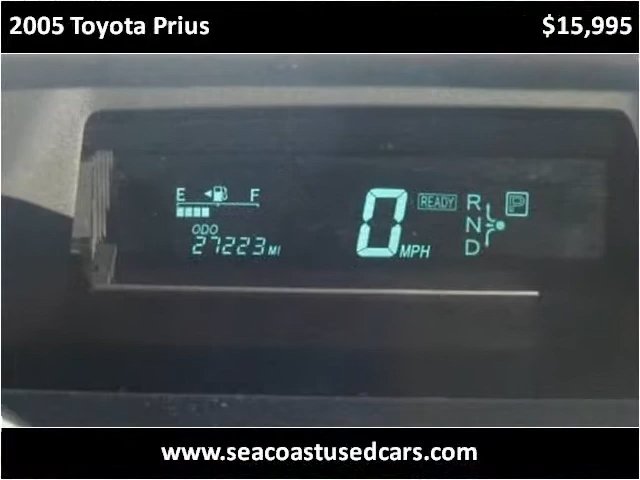 2005 Toyota Prius $15,995
E F
ODO
27223 MI
0 MPH
READY
R
N
D
P
www.seacoastusedcars.com